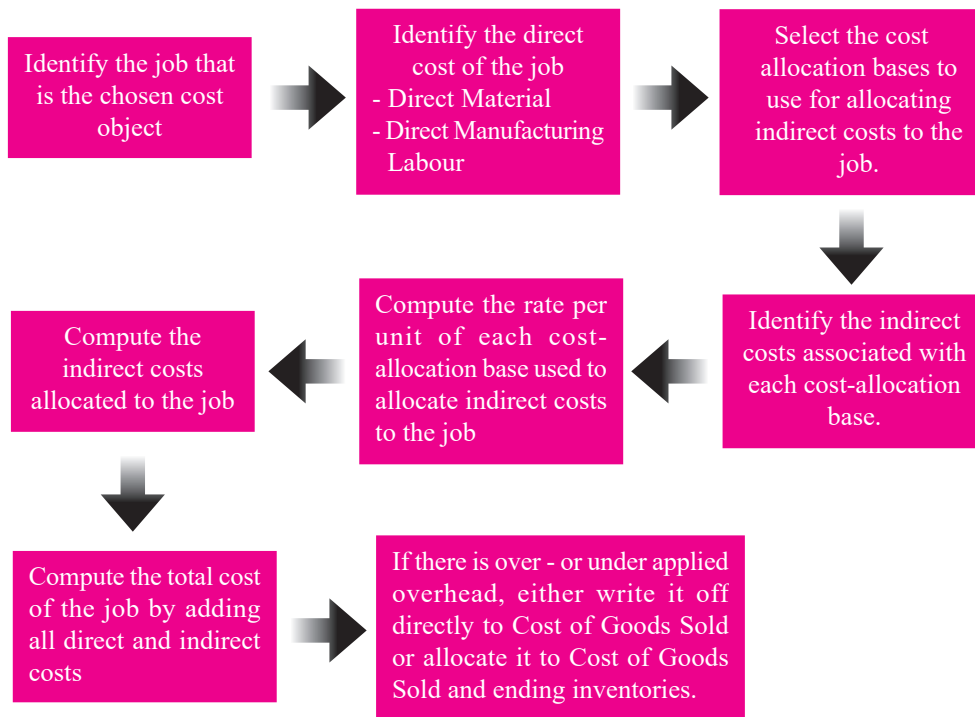 Identify the job that
is the chosen cost
object
Identify the direct
cost of the job
- Direct Material
- Direct Manufacturing
Labour
Select the cost
allocation bases to
use for allocating
indirect costs to the
job.
Identify the indirect
costs associated with
each cost-allocation
base.
Compute the rate per
unit of each cost-
allocation base used to
allocate indirect costs
to the job
Compute the
indirect costs
allocated to the job
Compute the total cost
of the job by adding
all direct and indirect
costs
If there is over - or under applied
overhead, either write it off
directly to Cost of Goods Sold
or allocate it to Cost of Goods
Sold and ending inventories.